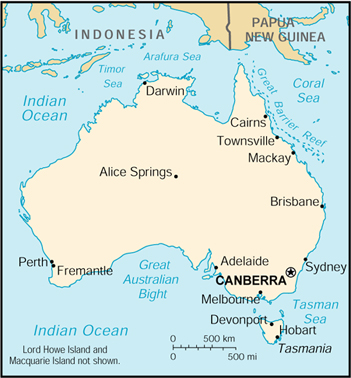 INDONESIA
PAPUA
NEW GUINEA
Arafura Sea
Timor
Sea
Coral
Sea
Great Barrier Reef
Indian
Ocean
Darwin
Cairns
Townsville
Mackay
Alice Springs
Brisbane
Perth
Fremantle
Great
Australian
Bight
Adelaide
Sydney
CANBERRA
Melbourne
Tasman
Sea
Devonport
Hobart
Tasmania
Indian Ocean
0 500 km
0 500 mi
Lord Howe Island and
Macquarie Island not shown.